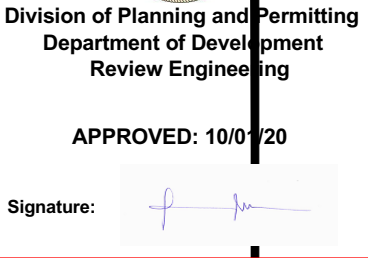 Division of Planning and Permitting
Department of Development
Review Engineering
APPROVED: 10/01/20
Signature: